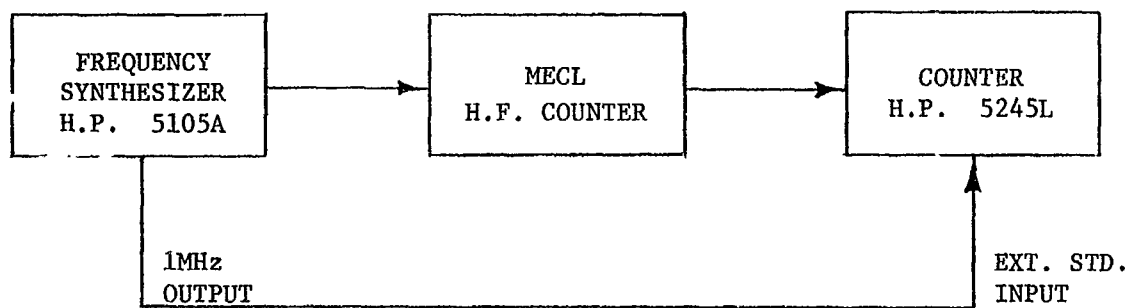 FREQUENCY
SYNTHESIZER
H.P. 5105A
MECL
H.F. COUNTER
COUNTER
H.P. 5245L
1MHz
OUTPUT
EXT. STD.
INPUT